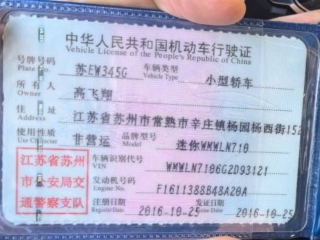 中华人民共和国机动车行驶证
Vehicle License of the People's Republic of China
号牌号码 Plate No. 苏EW345G 车辆类型 Vehicle Type 小型轿车
所有人 Owner 高飞翔
住址 Address 江苏省苏州市常熟市辛庄镇杨园杨西街152
使用性质 Use Character 非营运 品牌型号 Model 迷你WMWLN710
车辆识别代号 VIN WMWLN7106G2D93121
发动机号码 Engine No. F1611388B48A20A
注册日期 Register Date 2016-10-25 发证日期 Issue Date 2016-10-25
江苏省苏州
市公安局交
通警察支队